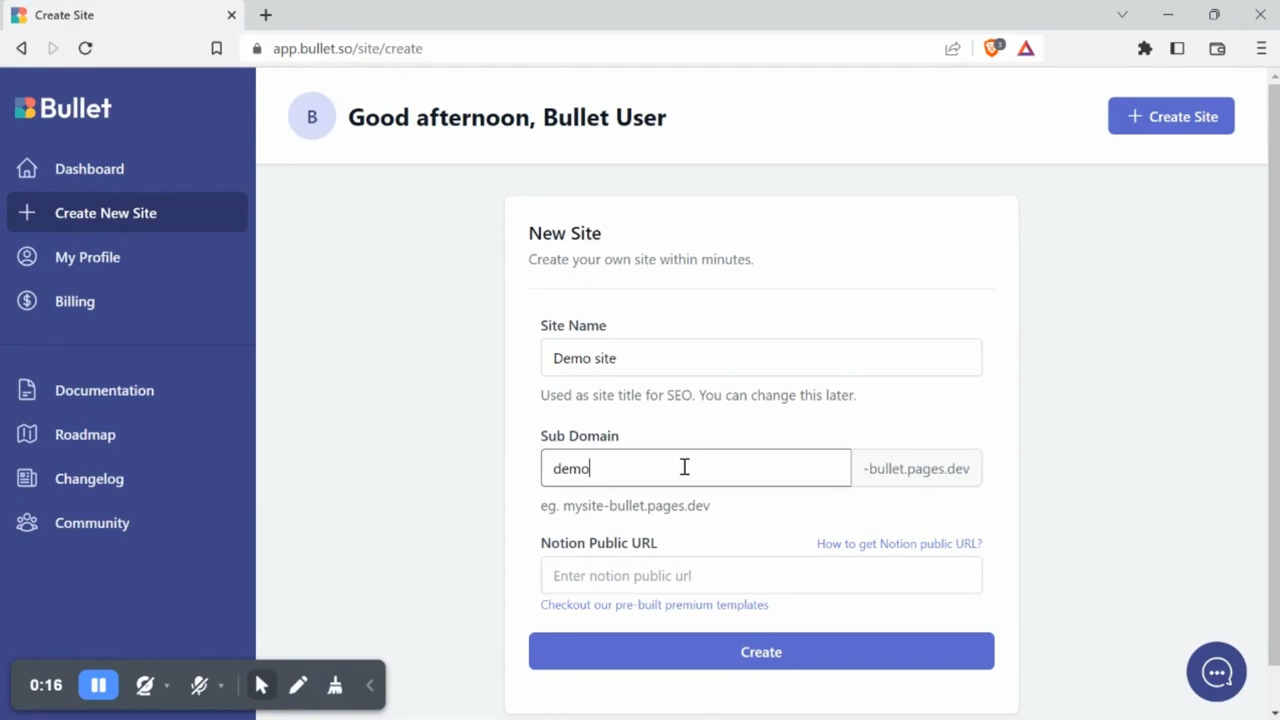 Create Site
app.bullet.so/site/create
3
Bullet
B
Good afternoon, Bullet User
Create Site
Dashboard
Create New Site
My Profile
Billing
Documentation
Roadmap
Changelog
Community
New Site
Create your own site within minutes.
Site Name
Demo site
Used as site title for SEO. You can change this later.
Sub Domain
demo
-bullet.pages.dev
eg. mysite-bullet.pages.dev
Notion Public URL
How to get Notion public URL?
Enter notion public url
Checkout our pre-built premium templates
Create
0:16